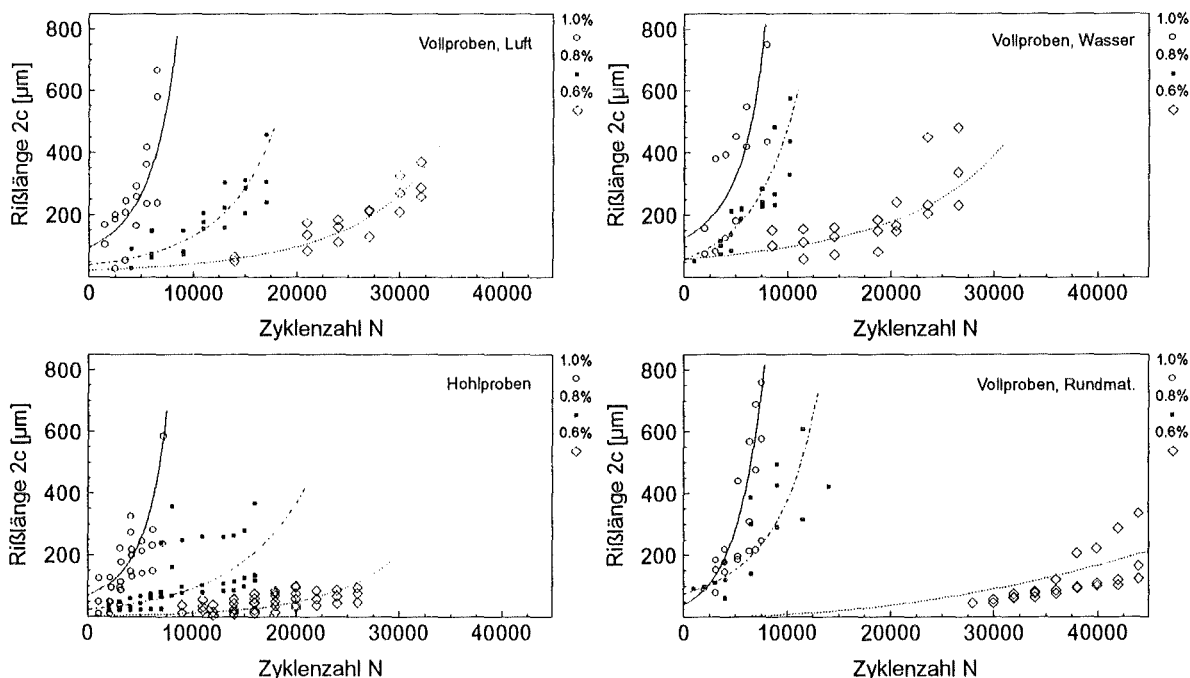 Rißlänge 2c [µm]
800
600
400
200
0 10000 20000 30000 40000
Zyklenzahl N
Vollproben, Luft
1.0%
0.8%
0.6%
Rißlänge 2c [µm]
800
600
400
200
0 10000 20000 30000 40000
Zyklenzahl N
Vollproben, Wasser
1.0%
0.8%
0.6%
Rißlänge 2c [µm]
800
600
400
200
0 10000 20000 30000 40000
Zyklenzahl N
Hohlproben
1.0%
0.8%
0.6%
Rißlänge 2c [µm]
800
600
400
200
0 10000 20000 30000 40000
Zyklenzahl N
Vollproben, Rundmat.
1.0%
0.8%
0.6%